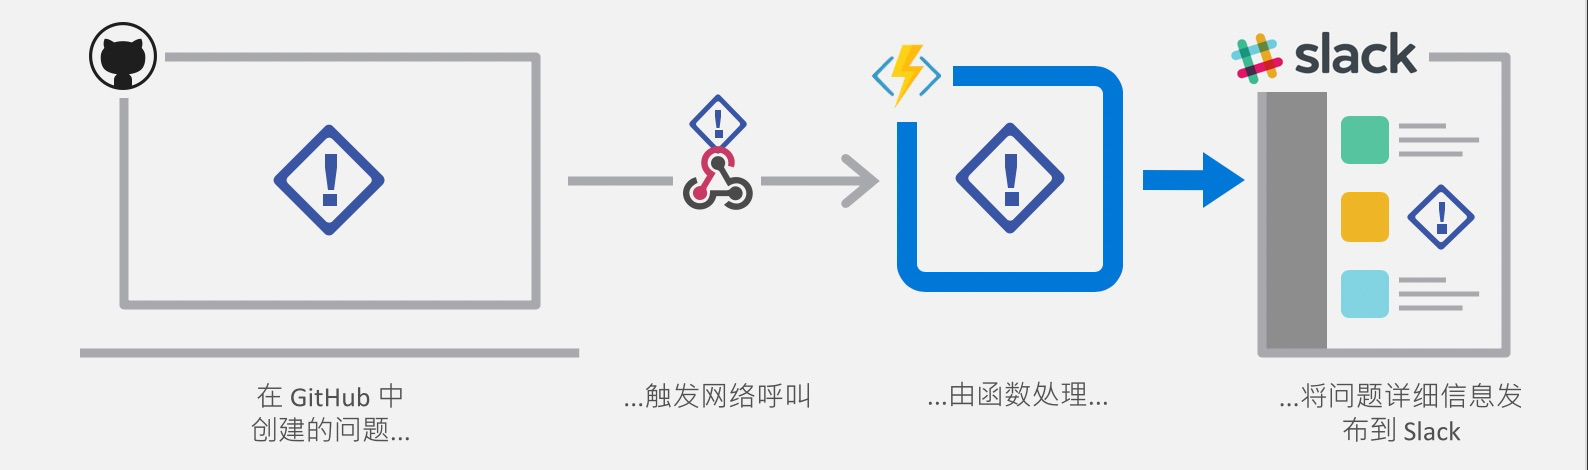 slack
在 GitHub 中
创建的问题...
...触发网络呼叫
...由函数处理...
...将问题详细信息发
布到 Slack